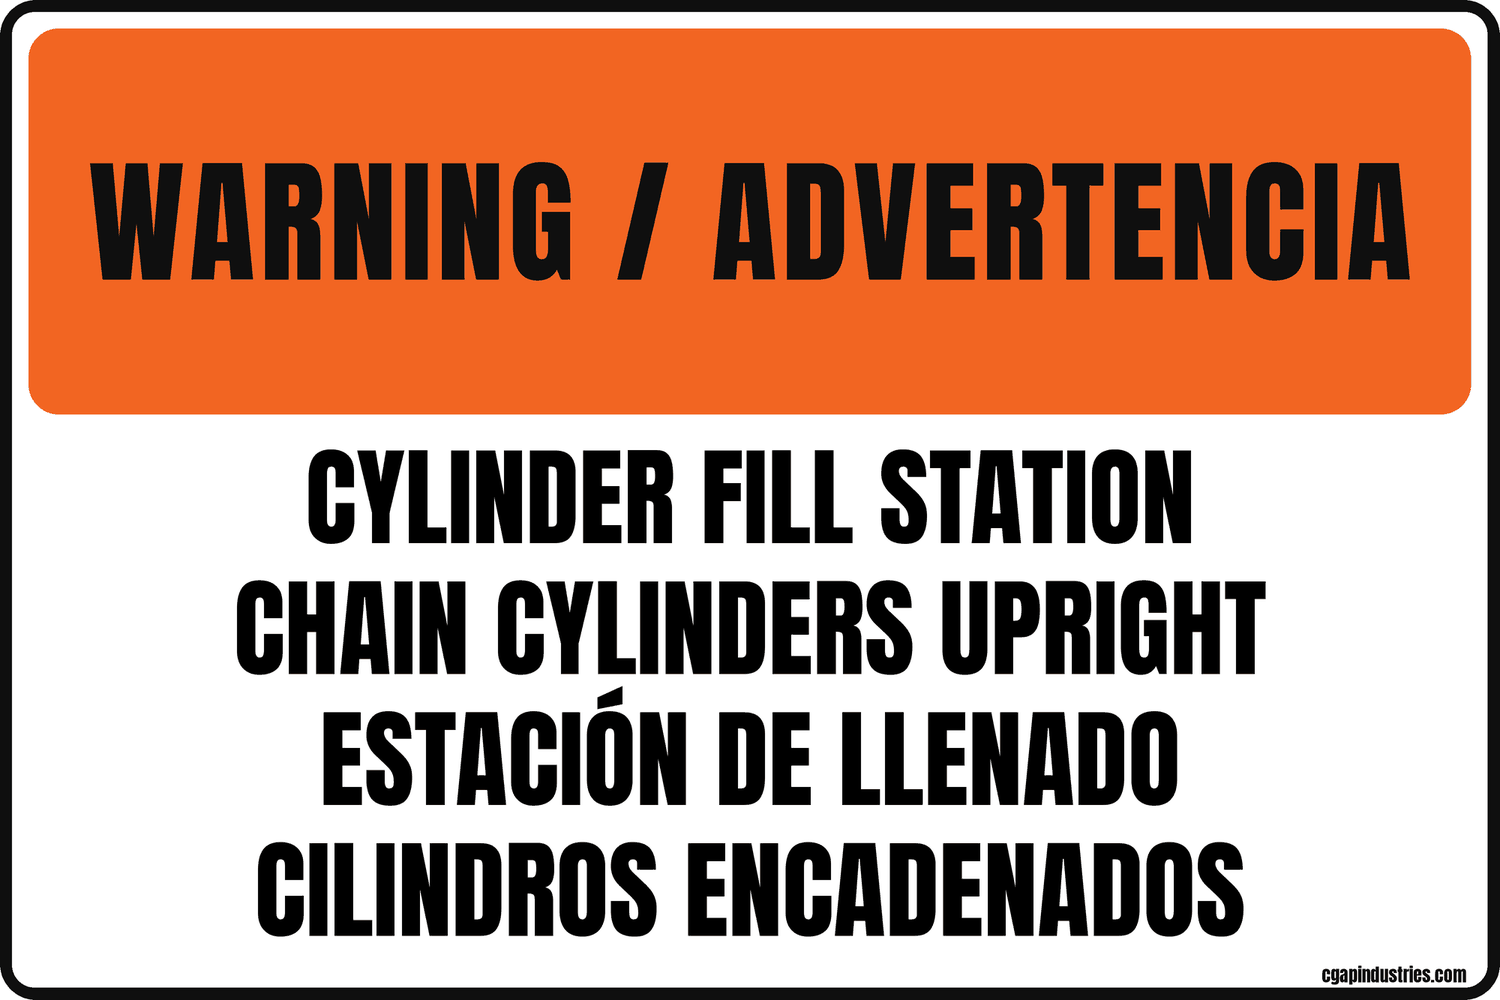 WARNING / ADVERTENCIA
CYLINDER FILL STATION
CHAIN CYLINDERS UPRIGHT
ESTACIÓN DE LLENADO
CILINDROS ENCADENADOS
cgapindustries.com